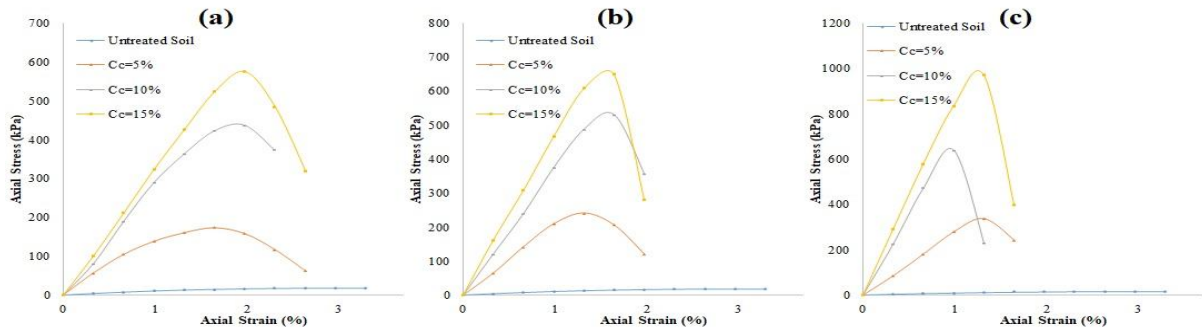 (a)
700
600
500
400
300
200
100
0
Axial Stress (kPa)
Untreated Soil
Cc=5%
Cc=10%
Cc=15%
0 1 2 3
Axial Strain (%)
(b)
800
700
600
500
400
300
200
100
0
Axial Stress (kPa)
Untreated Soil
Cc=5%
Cc=10%
Cc=15%
0 1 2 3
Axial Strain (%)
(c)
1200
1000
800
600
400
200
0
Axial Stress (kPa)
Untreated Soil
Cc=5%
Cc=10%
Cc=15%
0 1 2 3
Axial Strain (%)